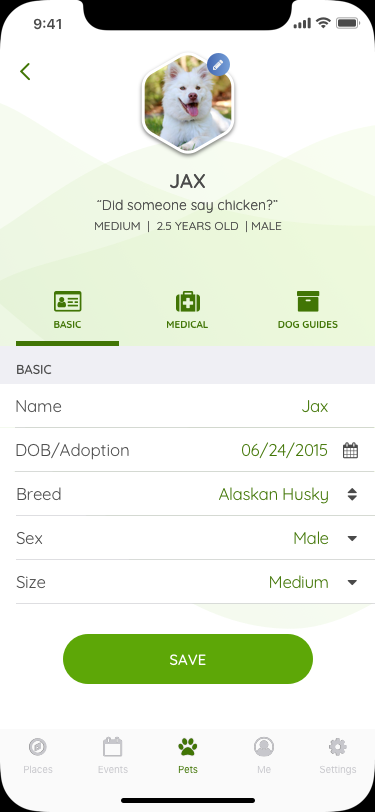 9:41
JAX
“Did someone say chicken?”
MEDIUM | 2.5 YEARS OLD | MALE
BASIC MEDICAL DOG GUIDES
BASIC
Name Jax
DOB/Adoption 06/24/2015
Breed Alaskan Husky
Sex Male
Size Medium
SAVE
Places Events Pets Me Settings